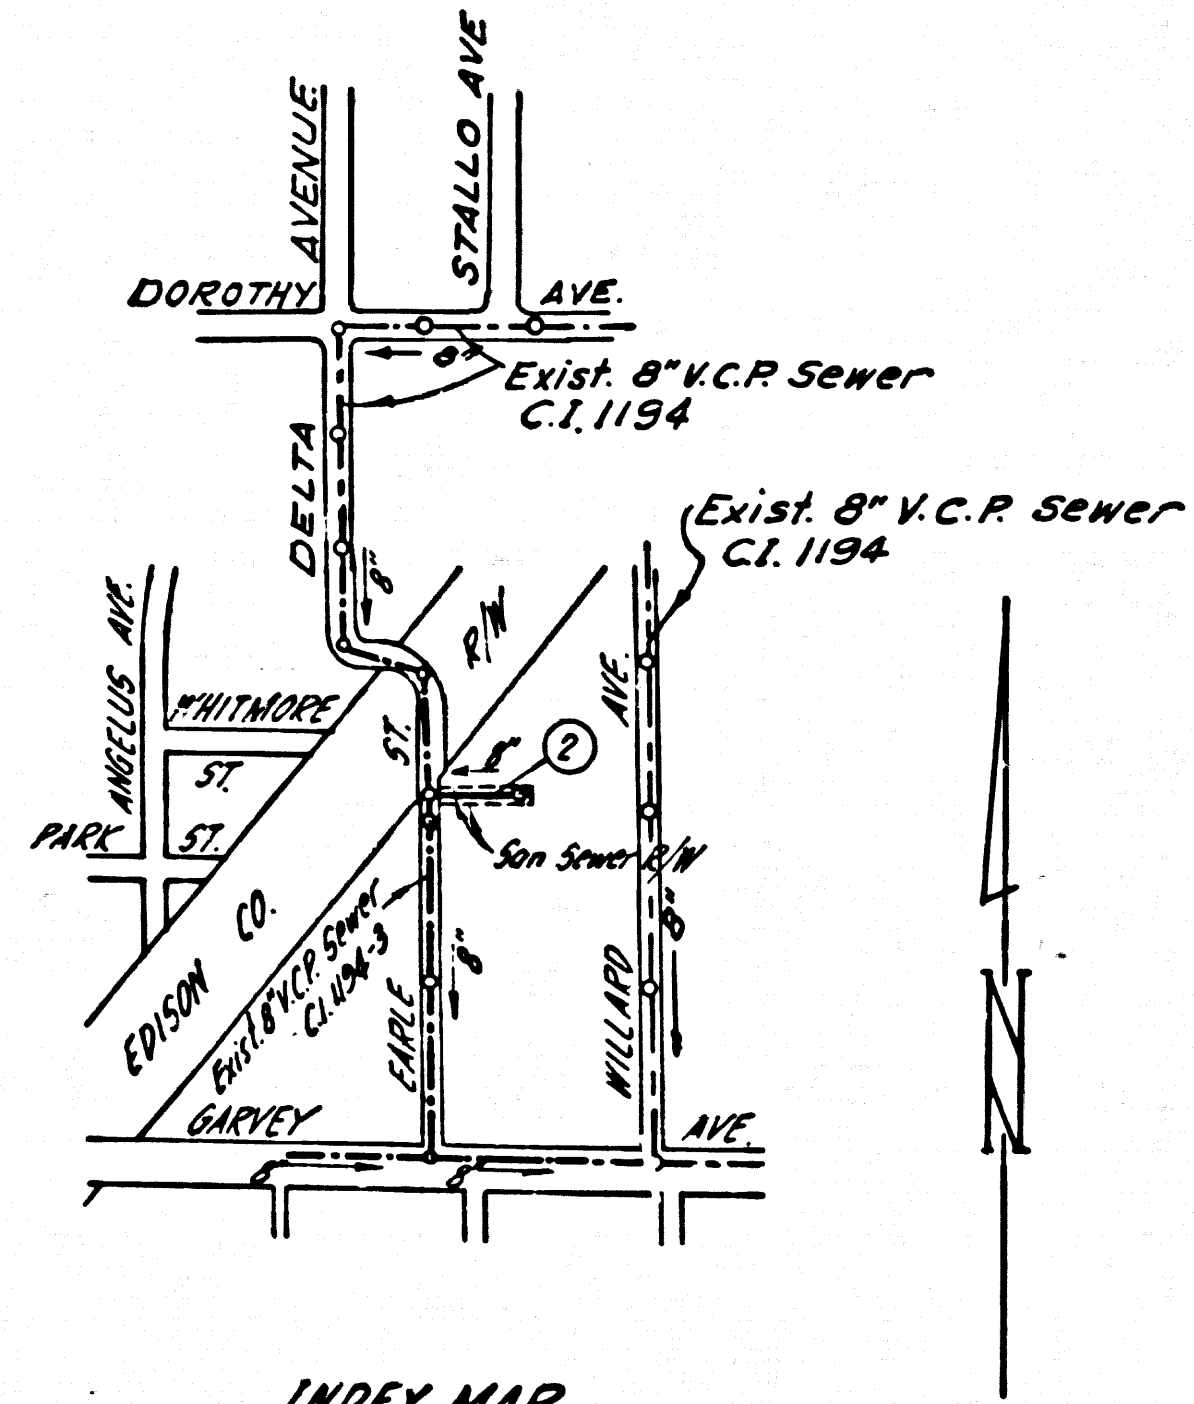 STALLO AVE
AVENUE
DOROTHY
AVE.
8"
Exist. 8" V.C.P. Sewer
C.I. 1194
DELTA
Exist. 8" V.C.P. Sewer
C.I. 1194
8"
R/W
ANGELUS AVE.
WHITMORE
ST.
AVE.
ST.
8"
2
PARK
ST.
San Sewer R/W
EDISON CO.
Exist. 8" V.C.P. Sewer
C.I. 1194-3
8"
8"
EARLE
WILLARD
N
GARVEY
AVE.
8"
8"
INDEX MAP